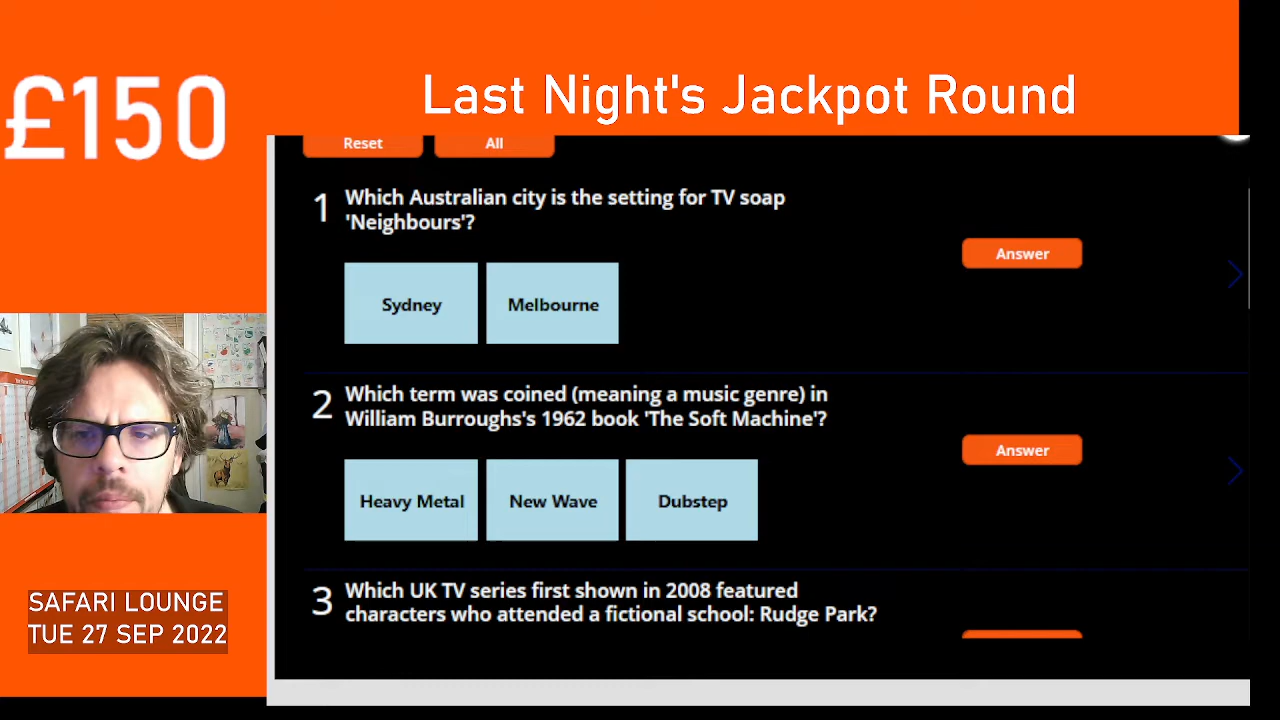 £150
Last Night's Jackpot Round
Reset
All
1
Which Australian city is the setting for TV soap
'Neighbours'?
Answer
Sydney
Melbourne
2
Which term was coined (meaning a music genre) in
William Burroughs's 1962 book 'The Soft Machine'?
Answer
Heavy Metal
New Wave
Dubstep
3
Which UK TV series first shown in 2008 featured
characters who attended a fictional school: Rudge Park?
SAFARI LOUNGE
TUE 27 SEP 2022